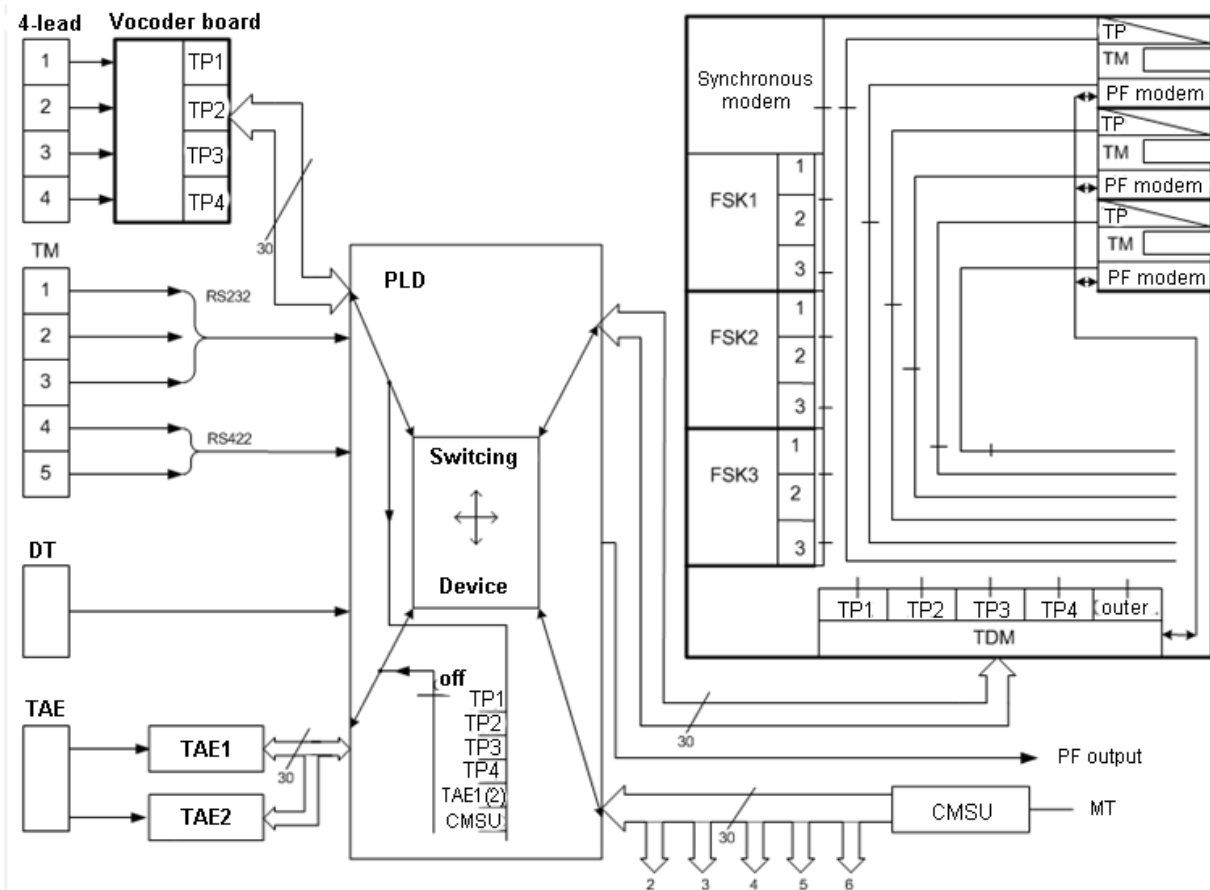 4-lead
Vocoder board
1
2
3
4
TP1
TP2
TP3
TP4
30
TM
1
2
3
4
5
RS232
RS422
DT
TAE
TAE1
TAE2
30
PLD
Switcing
Device
off
TP1
TP2
TP3
TP4
TAE1(2)
CMSU
Synchronous
modem
FSK1
1
2
3
FSK2
1
2
3
FSK3
1
2
3
TP
TM
PF modem
TP
TM
PF modem
TP
TM
PF modem
TP1
TP2
TP3
TP4
outer
TDM
30
PF output
CMSU
MT
30
2
3
4
5
6